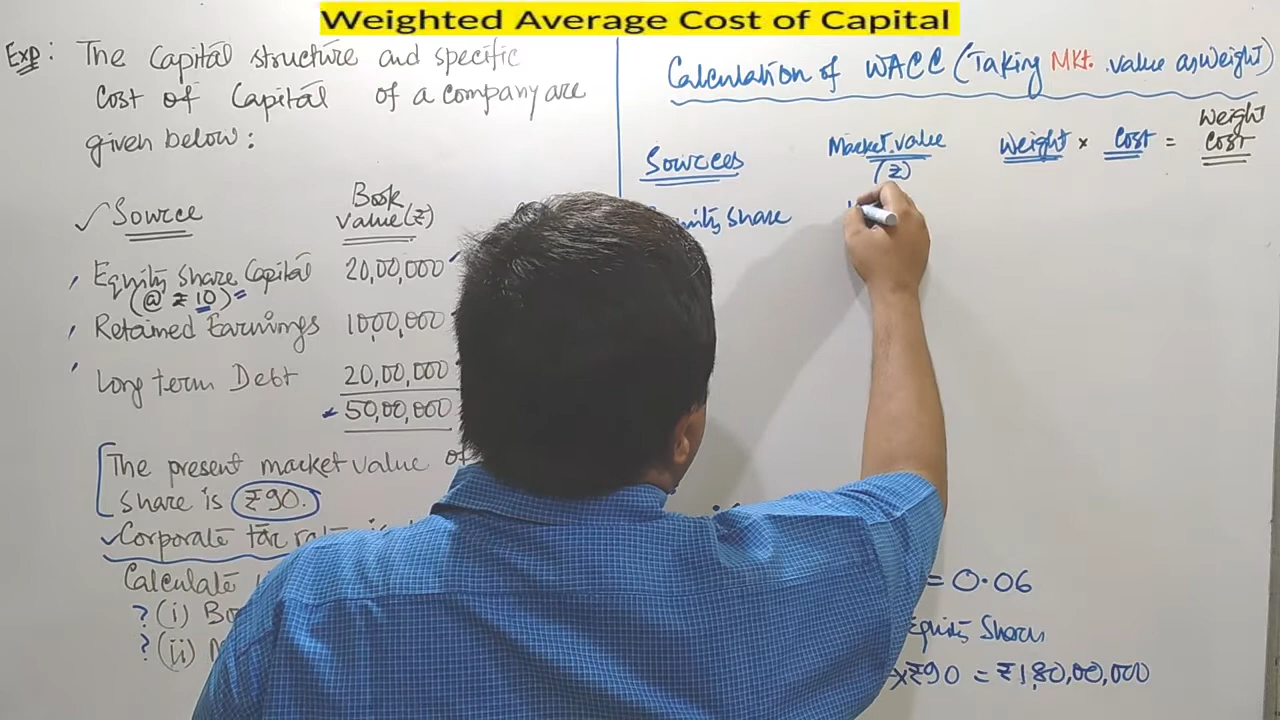 Weighted Average Cost of Capital
Exp: The Capital structure and specific
Cost of Capital of a company are
given below:
✓ Source Book value (₹)
Equity Share Capital 20,00,000
(@ ₹ 10) =
Retained Earnings 10,00,000
Long term Debt 20,00,000
50,00,000
The present market value of
share is ₹90.
✓ Corporate tax
Calculate
? (i)
? (ii)
Calculation of WACC (Taking Mkt. value as weight)
Sources Market value (₹) Weight × Cost = Weight Cost
Share
= 0.06
Equity Share
×₹90 = ₹1,80,00,000